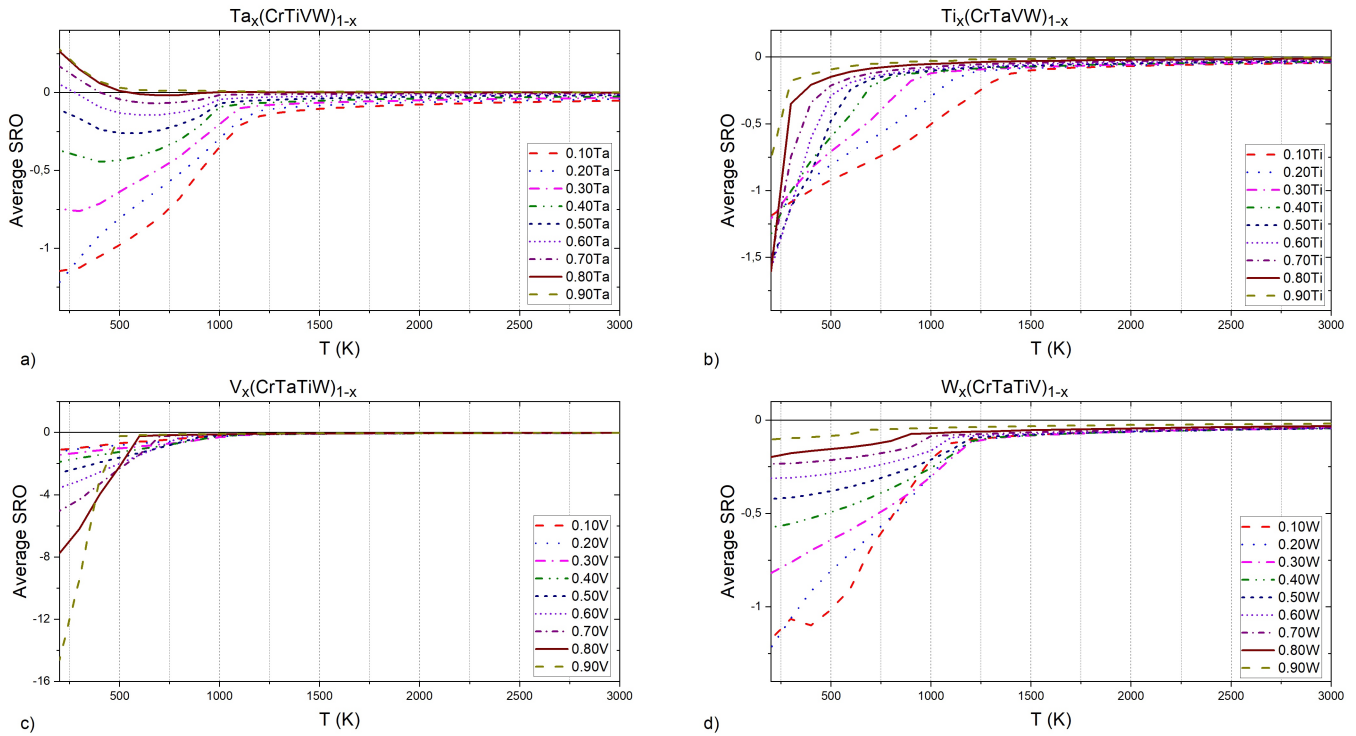 Ta_x(CrTiVW)_{1-x}
Average SRO
0
-0,5
-1
500 1000 1500 2000 2500 3000
T (K)
0.10Ta
0.20Ta
0.30Ta
0.40Ta
0.50Ta
0.60Ta
0.70Ta
0.80Ta
0.90Ta
a)
Ti_x(CrTaVW)_{1-x}
Average SRO
0
-0,5
-1
-1,5
500 1000 1500 2000 2500 3000
T (K)
0.10Ti
0.20Ti
0.30Ti
0.40Ti
0.50Ti
0.60Ti
0.70Ti
0.80Ti
0.90Ti
b)
V_x(CrTaTiW)_{1-x}
Average SRO
0
-4
-8
-12
-16
500 1000 1500 2000 2500 3000
T (K)
0.10V
0.20V
0.30V
0.40V
0.50V
0.60V
0.70V
0.80V
0.90V
c)
W_x(CrTaTiV)_{1-x}
Average SRO
0
-0,5
-1
500 1000 1500 2000 2500 3000
T (K)
0.10W
0.20W
0.30W
0.40W
0.50W
0.60W
0.70W
0.80W
0.90W
d)